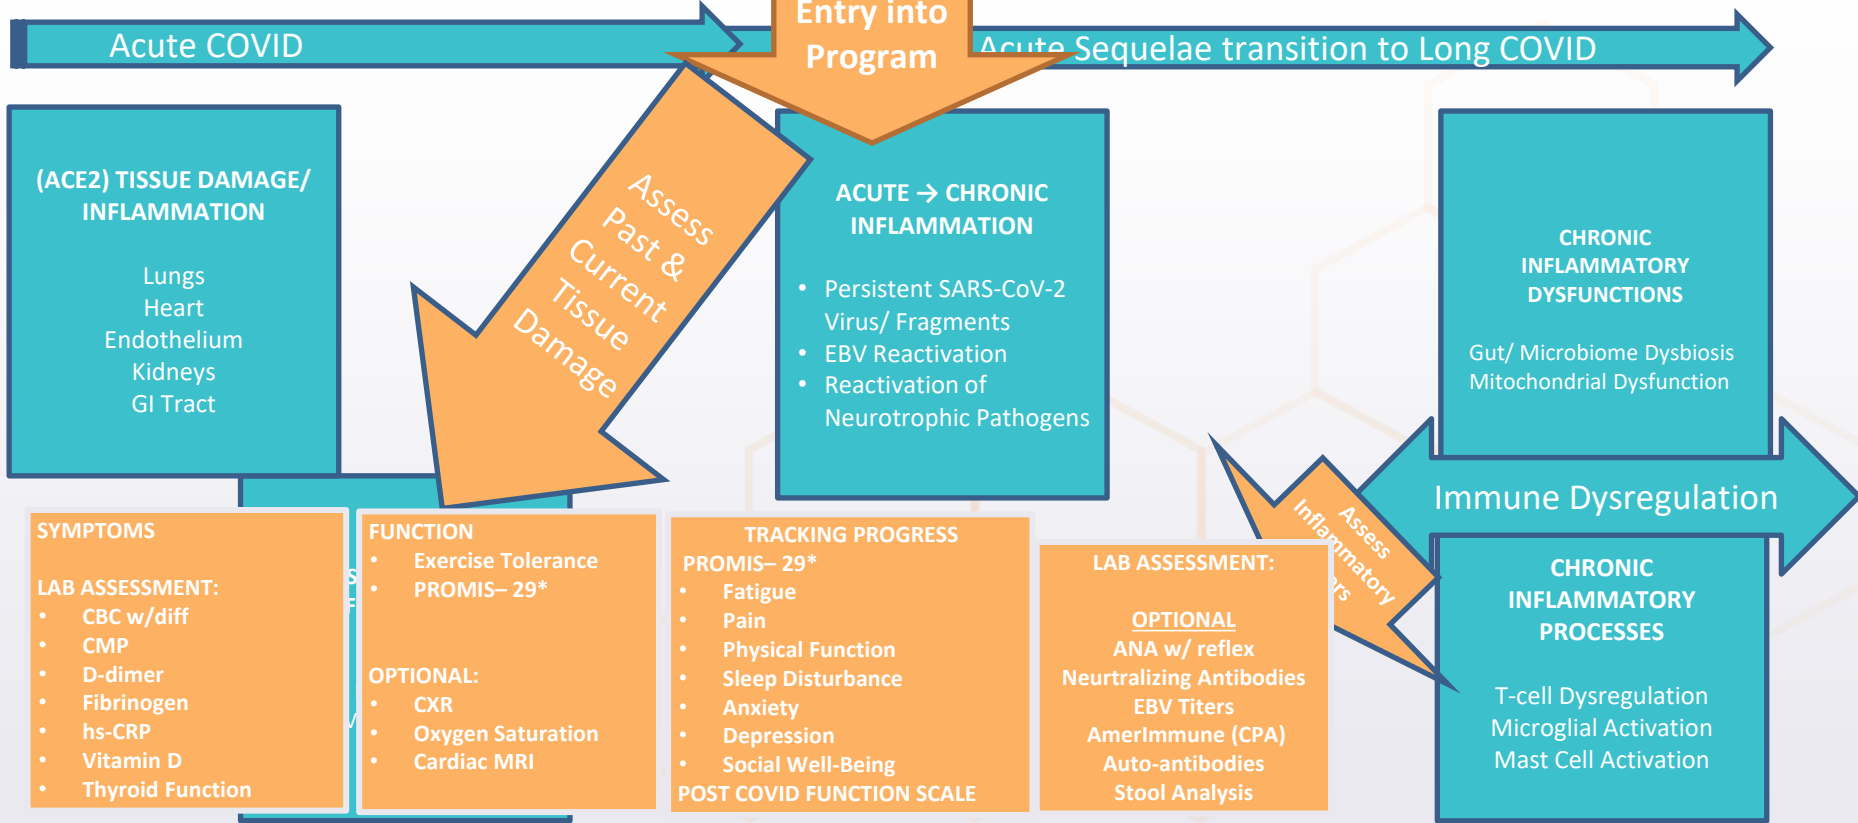 Entry into
Program
Acute COVID
Acute Sequelae transition to Long COVID
(ACE2) TISSUE DAMAGE/
INFLAMMATION
Lungs
Heart
Endothelium
Kidneys
GI Tract
Assess
Past &
Current
Tissue
Damage
ACUTE → CHRONIC
INFLAMMATION
• Persistent SARS-CoV-2
Virus/ Fragments
• EBV Reactivation
• Reactivation of
Neurotrophic Pathogens
CHRONIC
INFLAMMATORY
DYSFUNCTIONS
Gut/ Microbiome Dysbiosis
Mitochondrial Dysfunction
Immune Dysregulation
Assess
Inflammatory
CHRONIC
INFLAMMATORY
PROCESSES
T-cell Dysregulation
Microglial Activation
Mast Cell Activation
SYMPTOMS
LAB ASSESSMENT:
• CBC w/diff
• CMP
• D-dimer
• Fibrinogen
• hs-CRP
• Vitamin D
• Thyroid Function
FUNCTION
• Exercise Tolerance
• PROMIS– 29*
OPTIONAL:
• CXR
• Oxygen Saturation
• Cardiac MRI
TRACKING PROGRESS
PROMIS– 29*
• Fatigue
• Pain
• Physical Function
• Sleep Disturbance
• Anxiety
• Depression
• Social Well-Being
POST COVID FUNCTION SCALE
LAB ASSESSMENT:
OPTIONAL
ANA w/ reflex
Neurtralizing Antibodies
EBV Titers
AmerImmune (CPA)
Auto-antibodies
Stool Analysis